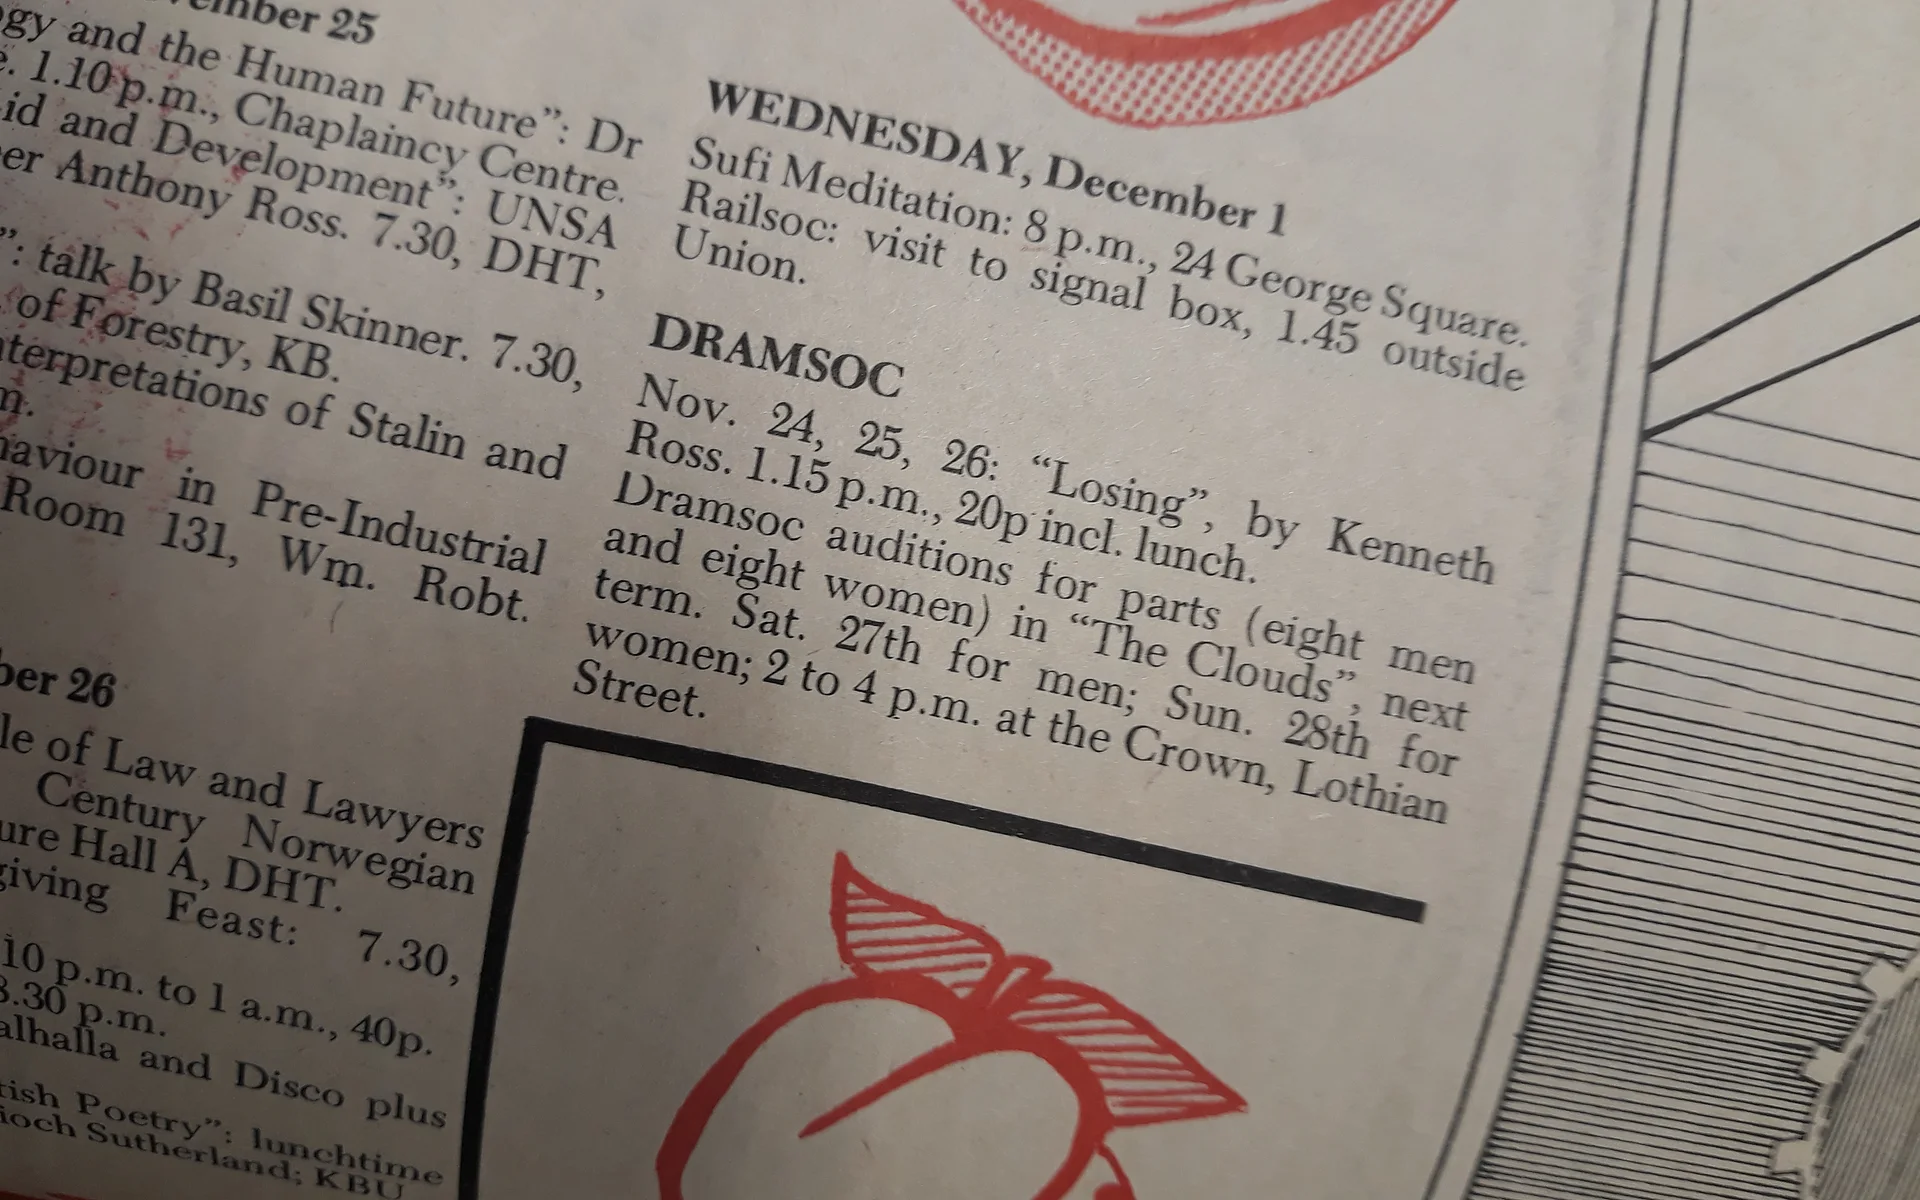 ember 25
gy and the Human Future”: Dr
1.10 p.m., Chaplaincy Centre.
id and Development”: UNSA
er Anthony Ross. 7.30, DHT,
”: talk by Basil Skinner. 7.30,
of Forestry, KB.
terpretations of Stalin and
m.
haviour in Pre-Industrial
Room 131, Wm. Robt.
ber 26
le of Law and Lawyers
Century Norwegian
ure Hall A, DHT.
giving Feast: 7.30,
10 p.m. to 1 a.m., 40p.
8.30 p.m.
alhalla and Disco plus
tish Poetry”: lunchtime
ioch Sutherland; KBU
WEDNESDAY, December 1
Sufi Meditation: 8 p.m., 24 George Square.
Railsoc: visit to signal box, 1.45 outside
Union.
DRAMSOC
Nov. 24, 25, 26: “Losing”, by Kenneth
Ross. 1.15 p.m., 20p incl. lunch.
Dramsoc auditions for parts (eight men
and eight women) in “The Clouds”, next
term. Sat. 27th for men; Sun. 28th for
women; 2 to 4 p.m. at the Crown, Lothian
Street.